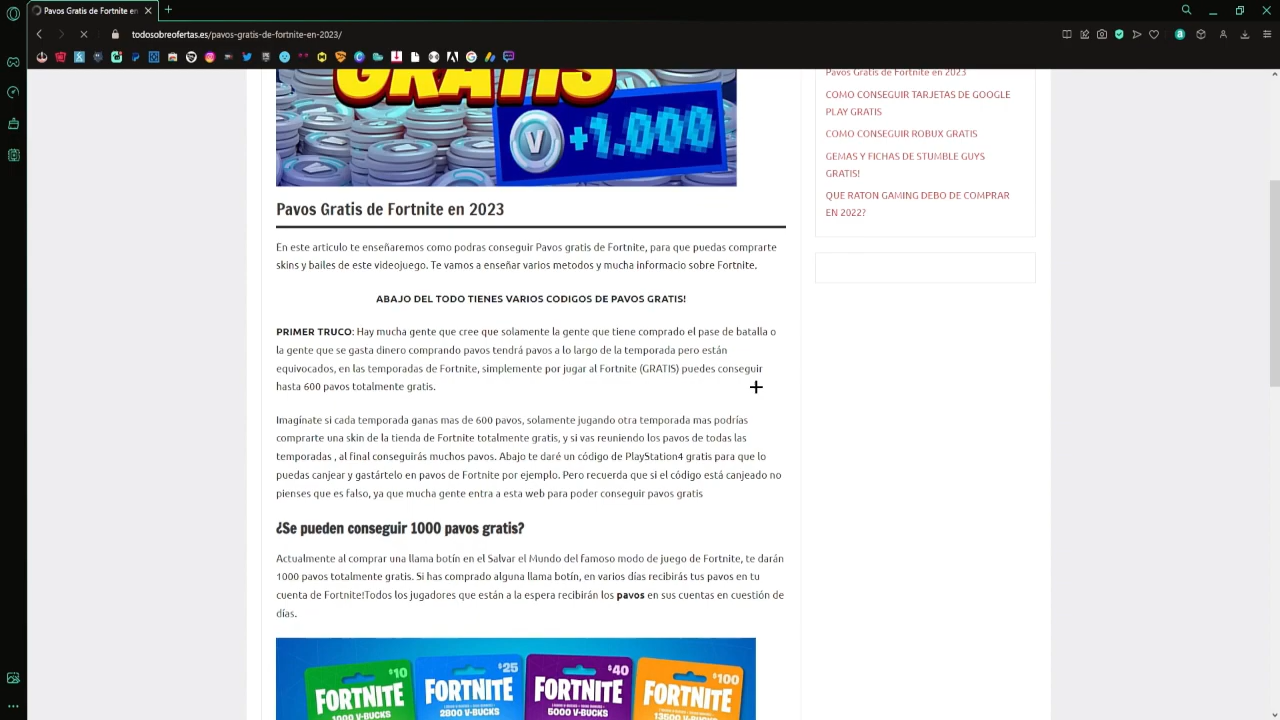 Pavos Gratis de Fortnite en
todosobreofertas.es/pavos-gratis-de-fortnite-en-2023/
GRATIS
V +1.000
Pavos Gratis de Fortnite en 2023
En este articulo te enseñaremos como podras conseguir Pavos gratis de Fortnite, para que puedas comprarte
skins y bailes de este videojuego. Te vamos a enseñar varios metodos y mucha informacio sobre Fortnite.
ABAJO DEL TODO TIENES VARIOS CODIGOS DE PAVOS GRATIS!
PRIMER TRUCO: Hay mucha gente que cree que solamente la gente que tiene comprado el pase de batalla o
la gente que se gasta dinero comprando pavos tendrá pavos a lo largo de la temporada pero están
equivocados, en las temporadas de Fortnite, simplemente por jugar al Fortnite (GRATIS) puedes conseguir
hasta 600 pavos totalmente gratis.
Imagínate si cada temporada ganas mas de 600 pavos, solamente jugando otra temporada mas podrías
comprarte una skin de la tienda de Fortnite totalmente gratis, y si vas reuniendo los pavos de todas las
temporadas , al final conseguirás muchos pavos. Abajo te daré un código de PlayStation4 gratis para que lo
puedas canjear y gastártelo en pavos de Fortnite por ejemplo. Pero recuerda que si el código está canjeado no
pienses que es falso, ya que mucha gente entra a esta web para poder conseguir pavos gratis
¿Se pueden conseguir 1000 pavos gratis?
Actualmente al comprar una llama botín en el Salvar el Mundo del famoso modo de juego de Fortnite, te darán
1000 pavos totalmente gratis. Si has comprado alguna llama botín, en varios días recibirás tus pavos en tu
cuenta de Fortnite!Todos los jugadores que están a la espera recibirán los pavos en sus cuentas en cuestión de
días.
$10
FORTNITE
1000 V-BUCKS
$25
FORTNITE
2800 V-BUCKS
$40
FORTNITE
5000 V-BUCKS
$100
FORTNITE
13500 V-BUCKS
Pavos Gratis de Fortnite en 2023
COMO CONSEGUIR TARJETAS DE GOOGLE
PLAY GRATIS
COMO CONSEGUIR ROBUX GRATIS
GEMAS Y FICHAS DE STUMBLE GUYS
GRATIS!
QUE RATON GAMING DEBO DE COMPRAR
EN 2022?